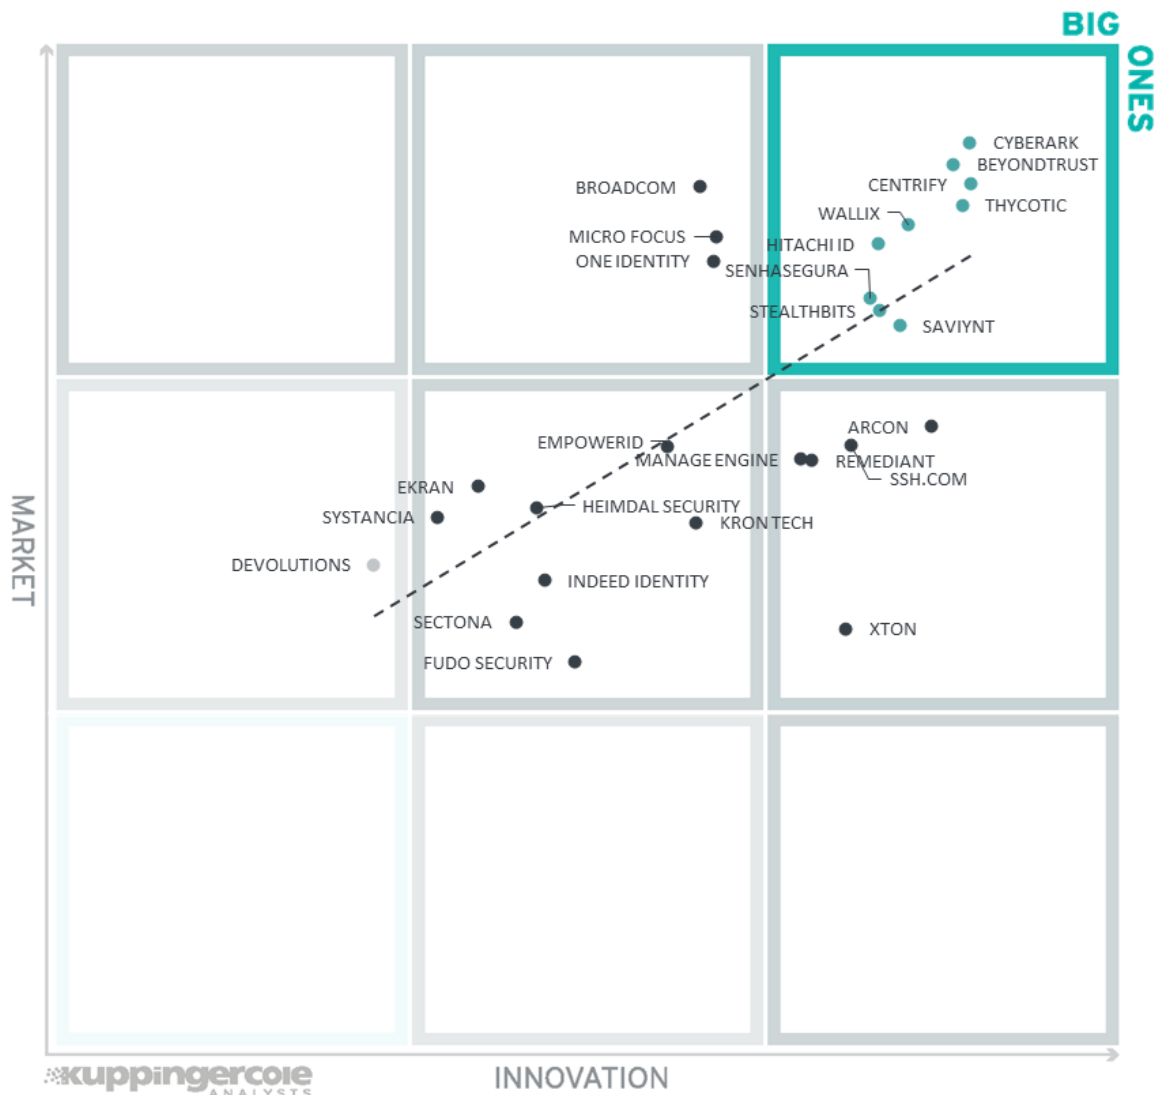 BIG
ONES
CYBERARK
BEYONDTRUST
CENTRIFY
BROADCOM
THYCOTIC
WALLIX
MICRO FOCUS
HITACHI ID
ONE IDENTITY
SENHASEGURA
STEALTHBITS
SAVIYNT
ARCON
EMPOWERID
MANAGE ENGINE
REMEDIANT
SSH.COM
EKRAN
HEIMDAL SECURITY
SYSTANCIA
KRON TECH
DEVOLUTIONS
INDEED IDENTITY
SECTONA
XTON
FUDO SECURITY
MARKET
INNOVATION
kuppingercole
ANALYSTS